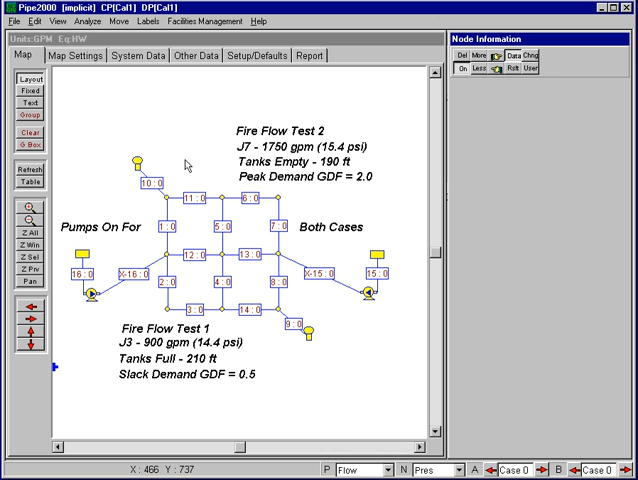 Pipe2000 [implicit] CP[Cal1] DP[Cal1]
File Edit View Analyze Move Labels Facilities Management Help
Units:GPM Eq:HW
Map Map Settings System Data Other Data Setup/Defaults Report
Node Information
Del More Data Chng
On Less Rslt User
Layout
Fixed
Text
Group
Clear
G Box
Refresh
Table
Z All
Z Win
Z Sel
Z Prv
Pan
Fire Flow Test 2
J7 - 1750 gpm (15.4 psi)
Tanks Empty - 190 ft
Peak Demand GDF = 2.0
10 : 0
11 : 0 6 : 0
Pumps On For 1 : 0 5 : 0 7 : 0 Both Cases
12 : 0 13 : 0
16 : 0 X-16 : 0 X-15 : 0 15 : 0
2 : 0 4 : 0 8 : 0
3 : 0 14 : 0
9 : 0
Fire Flow Test 1
J3 - 900 gpm (14.4 psi)
Tanks Full - 210 ft
Slack Demand GDF = 0.5
X : 466 Y : 737 P Flow N Pres A Case 0 B Case 0